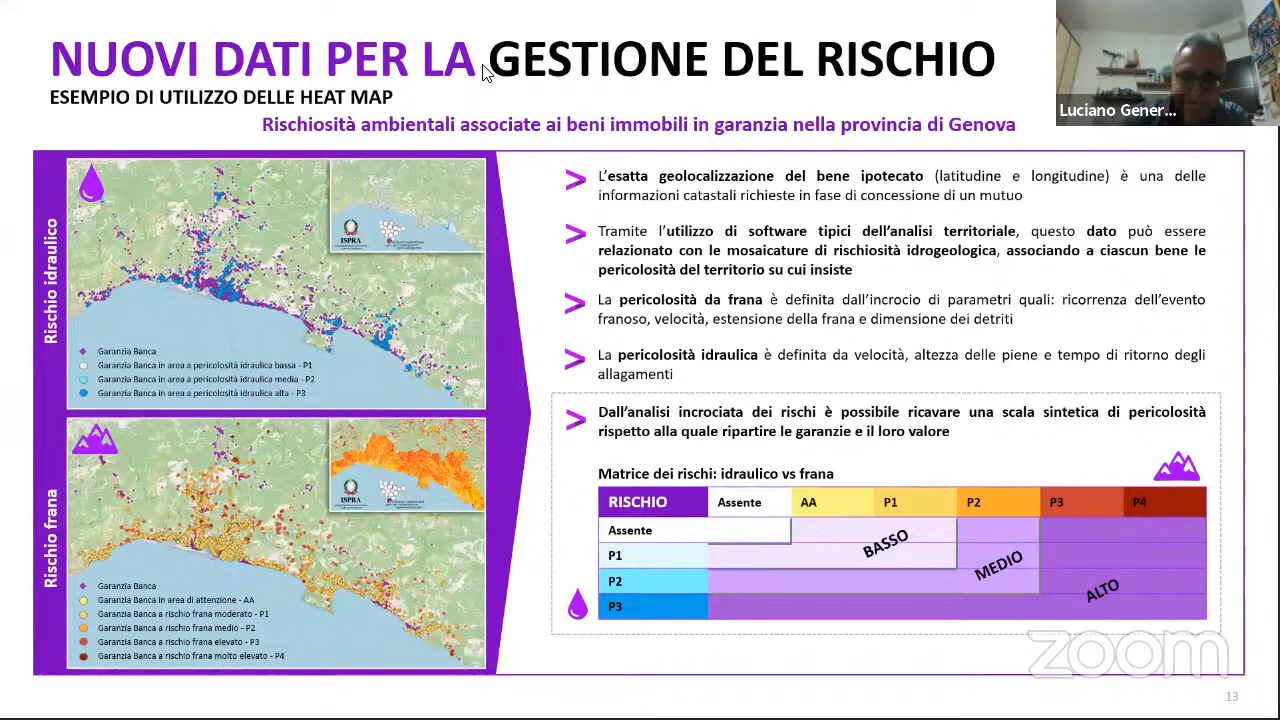 NUOVI DATI PER LA GESTIONE DEL RISCHIO
ESEMPIO DI UTILIZZO DELLE HEAT MAP
Rischiosità ambientali associate ai beni immobili in garanzia nella provincia di Genova
Luciano Gener...
Rischio idraulico
ISPRA
Garanzia Banca
Garanzia Banca in area a pericolosità idraulica bassa - P1
Garanzia Banca in area a pericolosità idraulica media - P2
Garanzia Banca in area a pericolosità idraulica alta - P3
Rischio frana
ISPRA
Garanzia Banca
Garanzia Banca in area di attenzione - AA
Garanzia Banca a rischio frana moderato - P1
Garanzia Banca a rischio frana medio - P2
Garanzia Banca a rischio frana elevato - P3
Garanzia Banca a rischio frana molto elevato - P4
> L'esatta geolocalizzazione del bene ipotecato (latitudine e longitudine) è una delle
informazioni catastali richieste in fase di concessione di un mutuo
> Tramite l'utilizzo di software tipici dell'analisi territoriale, questo dato può essere
relazionato con le mosaicature di rischiosità idrogeologica, associando a ciascun bene le
pericolosità del territorio su cui insiste
> La pericolosità da frana è definita dall'incrocio di parametri quali: ricorrenza dell'evento
franoso, velocità, estensione della frana e dimensione dei detriti
> La pericolosità idraulica è definita da velocità, altezza delle piene e tempo di ritorno degli
allagamenti
> Dall'analisi incrociata dei rischi è possibile ricavare una scala sintetica di pericolosità
rispetto alla quale ripartire le garanzie e il loro valore
Matrice dei rischi: idraulico vs frana
RISCHIO Assente AA P1 P2 P3 P4
Assente
P1
P2
P3
BASSO
MEDIO
ALTO
zoom
13